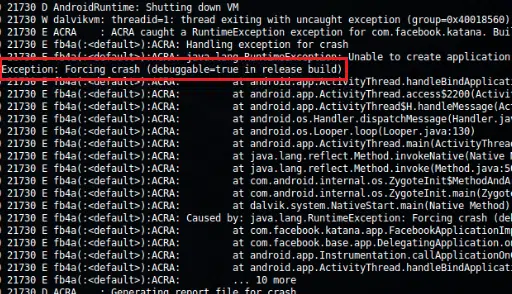 21730 D AndroidRuntime: Shutting down VM
21730 W dalvikvm: threadid=1: thread exiting with uncaught exception (group=0x40018560)
21730 E ACRA    : ACRA caught a RuntimeException exception for com.facebook.katana. Buil
21730 E fb4a(:<default>):ACRA: Handling exception for crash
21730 E fb4a(:<default>):ACRA: java.lang.RuntimeException: Unable to create application
Exception: Forcing crash (debuggable=true in release build)
21730 E fb4a(:<default>):ACRA:        at android.app.ActivityThread.handleBindApplicat
21730 E fb4a(:<default>):ACRA:        at android.app.ActivityThread.access$2200(Activit
21730 E fb4a(:<default>):ACRA:        at android.app.ActivityThread$H.handleMessage(Act
21730 E fb4a(:<default>):ACRA:        at android.os.Handler.dispatchMessage(Handler.jav
21730 E fb4a(:<default>):ACRA:        at android.os.Looper.loop(Looper.java:130)
21730 E fb4a(:<default>):ACRA:        at android.app.ActivityThread.main(ActivityThread
21730 E fb4a(:<default>):ACRA:        at java.lang.reflect.Method.invokeNative(Native M
21730 E fb4a(:<default>):ACRA:        at java.lang.reflect.Method.invoke(Method.java:50
21730 E fb4a(:<default>):ACRA:        at com.android.internal.os.ZygoteInit$MethodAndA
21730 E fb4a(:<default>):ACRA:        at com.android.internal.os.ZygoteInit.main(Zygote
21730 E fb4a(:<default>):ACRA:        at dalvik.system.NativeStart.main(Native Method)
21730 E fb4a(:<default>):ACRA: Caused by: java.lang.RuntimeException: Forcing crash (deb
21730 E fb4a(:<default>):ACRA:        at com.facebook.katana.app.FacebookApplicationImp
21730 E fb4a(:<default>):ACRA:        at com.facebook.base.app.DelegatingApplication.on
21730 E fb4a(:<default>):ACRA:        at android.app.Instrumentation.callApplicationOnC
21730 E fb4a(:<default>):ACRA:        at android.app.ActivityThread.handleBindApplicati
21730 E fb4a(:<default>):ACRA:        ... 10 more
21730 D ACRA    : Generating report file for crash